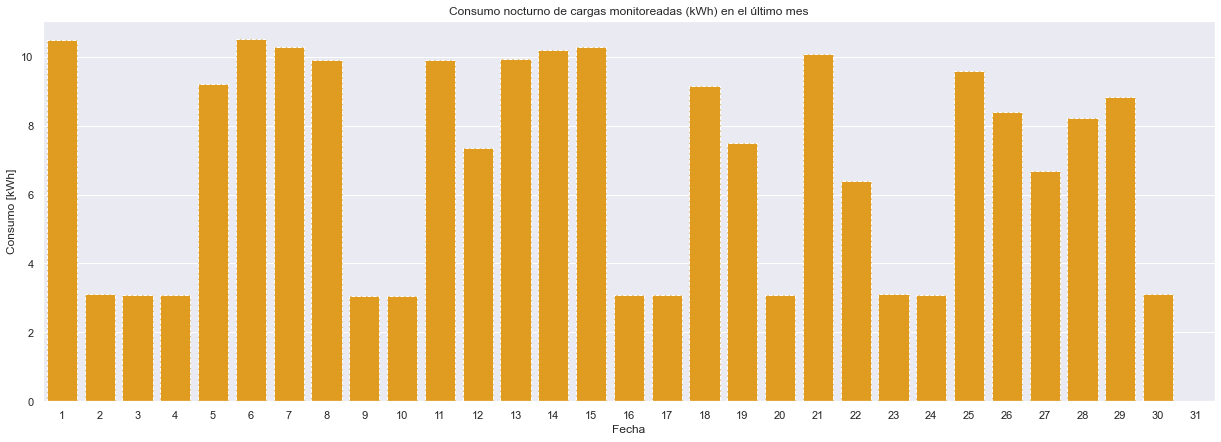 Consumo nocturno de cargas monitoreadas (kWh) en el último mes
Consumo [kWh]
10
8
6
4
2
0
1 2 3 4 5 6 7 8 9 10 11 12 13 14 15 16 17 18 19 20 21 22 23 24 25 26 27 28 29 30 31
Fecha